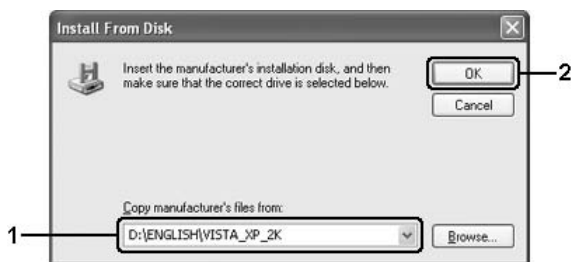 Install From Disk
Insert the manufacturer's installation disk, and then
make sure that the correct drive is selected below.
OK
2
Cancel
Copy manufacturer's files from:
1
D:\ENGLISH\VISTA_XP_2K
Browse...